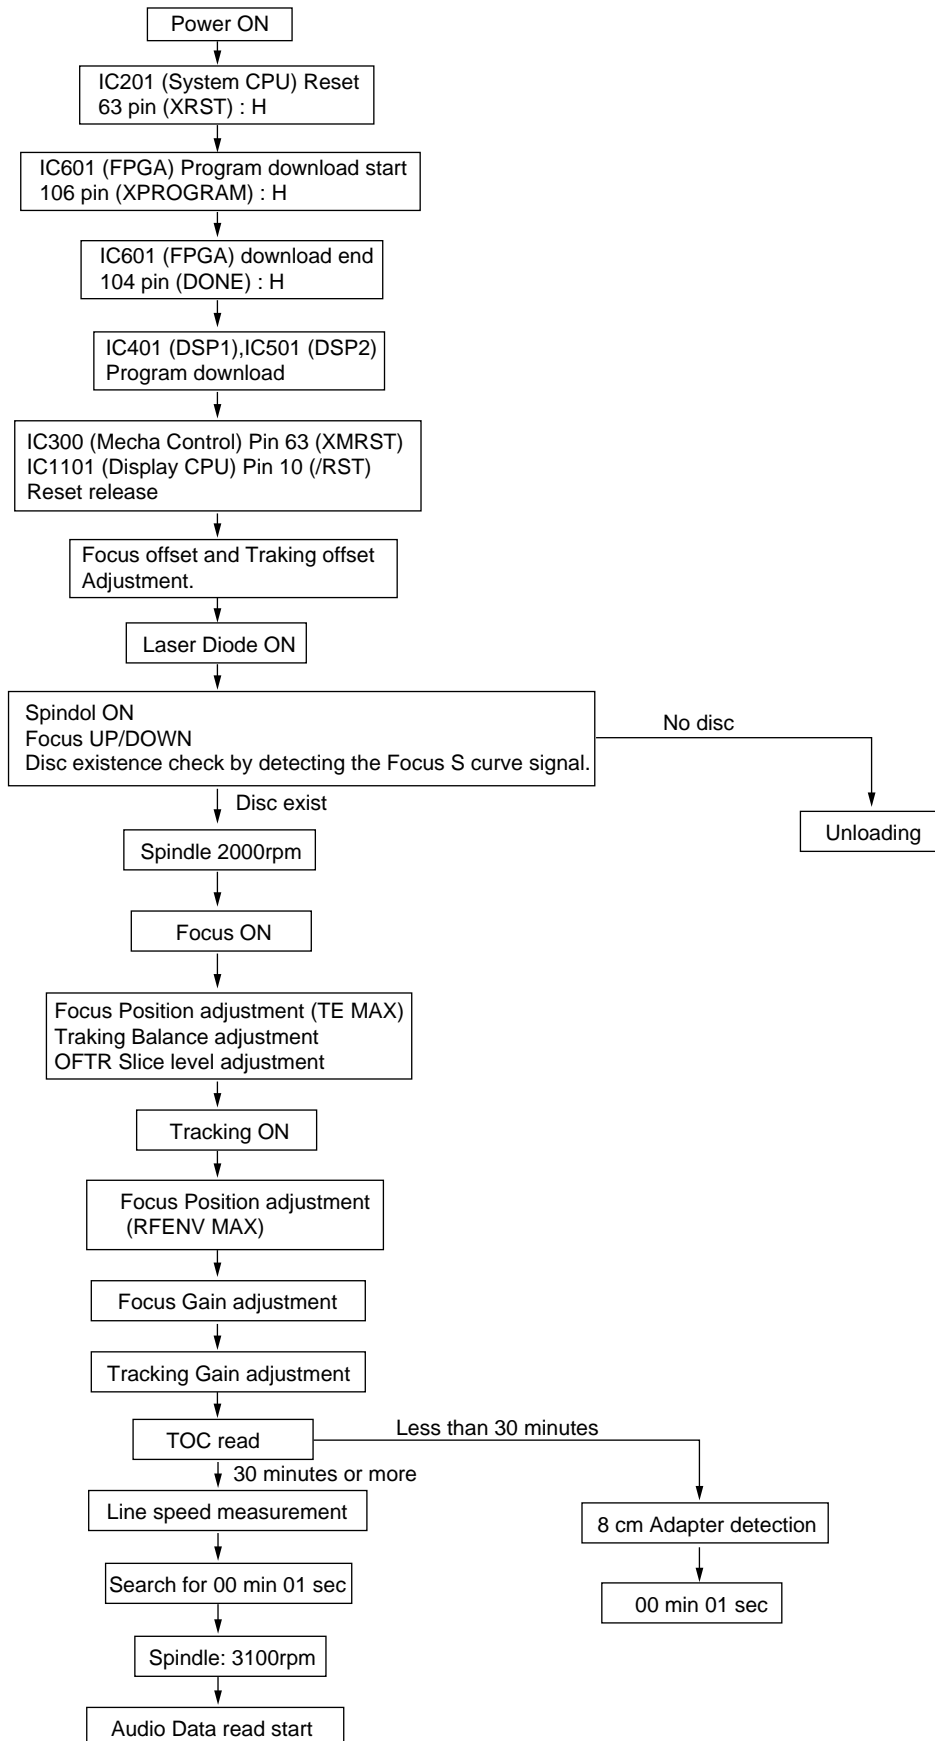 Power ON
IC201 (System CPU) Reset
63 pin (XRST) : H
IC601 (FPGA) Program download start
106 pin (XPROGRAM) : H
IC601 (FPGA) download end
104 pin (DONE) : H
IC401 (DSP1),IC501 (DSP2)
Program download
IC300 (Mecha Control) Pin 63 (XMRST)
IC1101 (Display CPU) Pin 10 (/RST)
Reset release
Focus offset and Traking offset
Adjustment.
Laser Diode ON
Spindol ON
Focus UP/DOWN
Disc existence check by detecting the Focus S curve signal.
No disc
Unloading
Disc exist
Spindle 2000rpm
Focus ON
Focus Position adjustment (TE MAX)
Traking Balance adjustment
OFTR Slice level adjustment
Tracking ON
Focus Position adjustment
(RFENV MAX)
Focus Gain adjustment
Tracking Gain adjustment
TOC read
Less than 30 minutes
30 minutes or more
Line speed measurement
8 cm Adapter detection
Search for 00 min 01 sec
00 min 01 sec
Spindle: 3100rpm
Audio Data read start